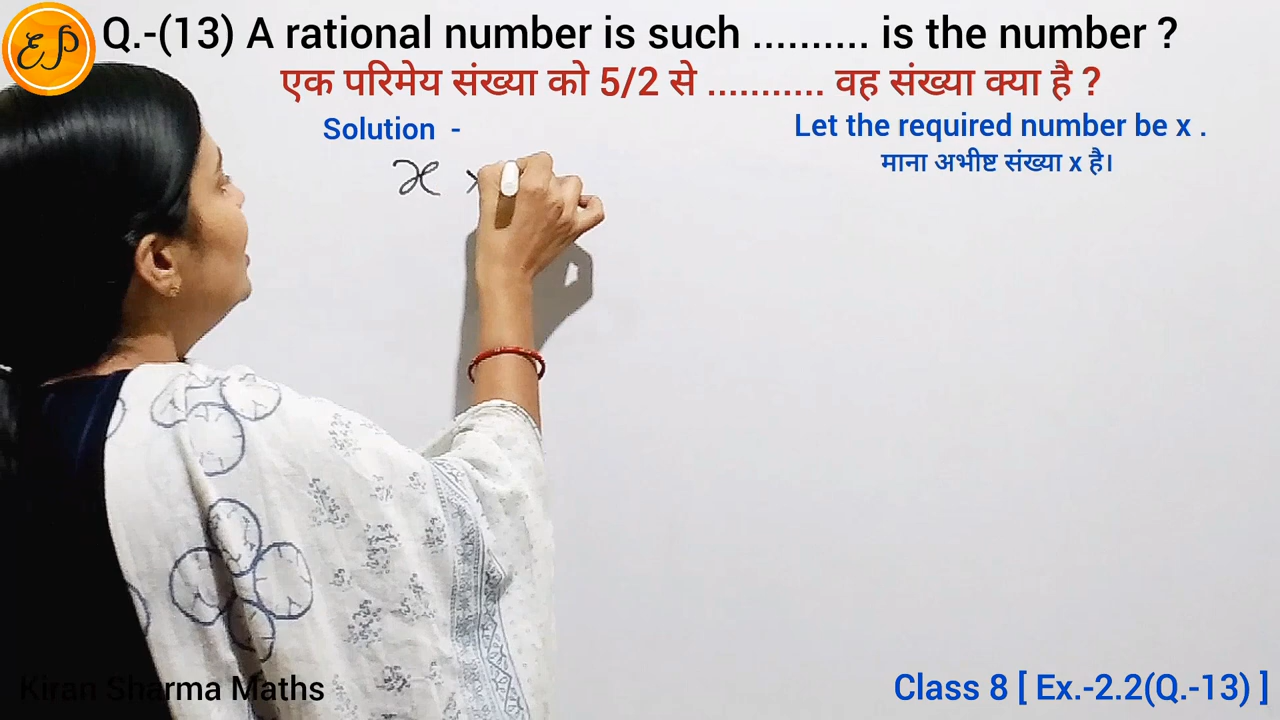 EP
Q.-(13) A rational number is such .......... is the number ?
एक परिमेय संख्या को 5/2 से ........... वह संख्या क्या है ?
Solution -
Let the required number be x .
माना अभीष्ट संख्या x है।
x ×
Kiran Sharma Maths
Class 8 [ Ex.-2.2(Q.-13) ]